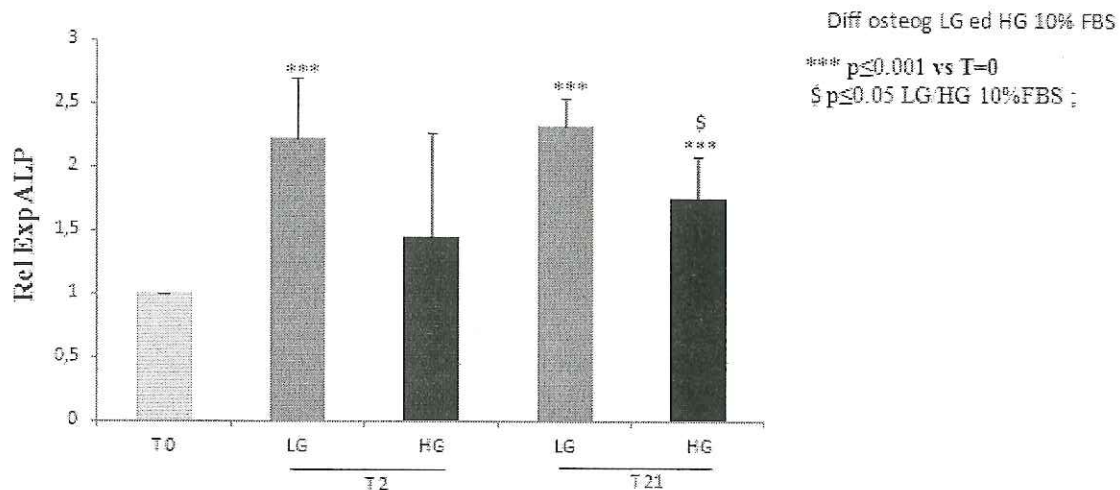 Diff osteog LG ed HG 10% FBS
*** p≤0.001 vs T=0
$ p≤0.05 LG/HG 10%FBS ;
Rel Exp ALP
3
2,5
2
1,5
1
0,5
0
***
***
$
***
T0
LG
HG
LG
HG
T2
T21